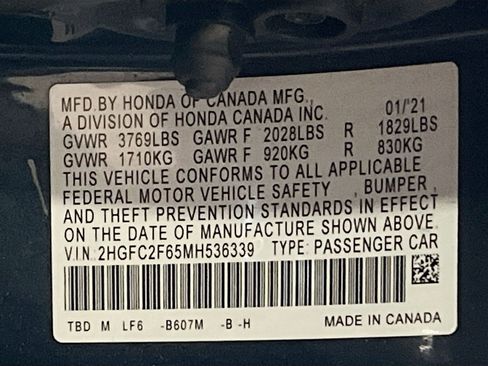 MFD.BY HONDA OF CANADA MFG., 01/'21
A DIVISION OF HONDA CANADA INC.
GVWR 3769LBS GAWR F 2028LBS R 1829LBS
GVWR 1710KG GAWR F 920KG R 830KG
THIS VEHICLE CONFORMS TO ALL APPLICABLE
FEDERAL MOTOR VEHICLE SAFETY , BUMPER ,
AND THEFT PREVENTION STANDARDS IN EFFECT
ON THE DATE OF MANUFACTURE SHOWN ABOVE.
V.I.N: 2HGFC2F65MH536339 TYPE: PASSENGER CAR
TBD M LF6 -B607M -B -H MADE IN CANADA